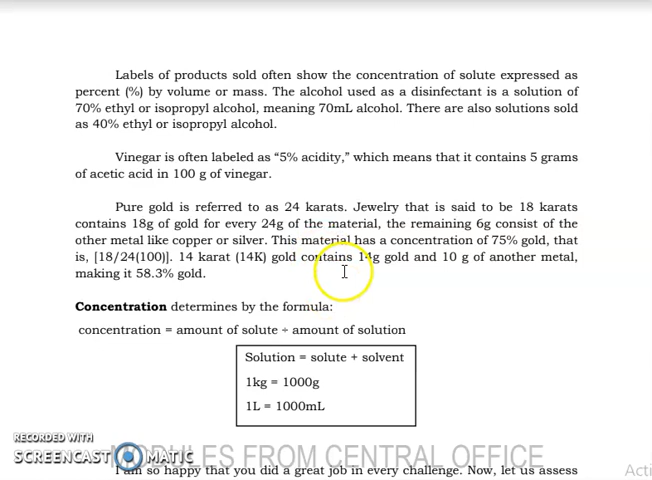 Labels of products sold often show the concentration of solute expressed as
percent (%) by volume or mass. The alcohol used as a disinfectant is a solution of
70% ethyl or isopropyl alcohol, meaning 70mL alcohol. There are also solutions sold
as 40% ethyl or isopropyl alcohol.
Vinegar is often labeled as “5% acidity,” which means that it contains 5 grams
of acetic acid in 100 g of vinegar.
Pure gold is referred to as 24 karats. Jewelry that is said to be 18 karats
contains 18g of gold for every 24g of the material, the remaining 6g consist of the
other metal like copper or silver. This material has a concentration of 75% gold, that
is, [18/24(100)]. 14 karat (14K) gold contains 14g gold and 10 g of another metal,
making it 58.3% gold.
Concentration determines by the formula:
concentration = amount of solute ÷ amount of solution
Solution = solute + solvent
1kg = 1000g
1L = 1000mL
RECORDED WITH
SCREENCAST MATIC
MODULES FROM CENTRAL OFFICE
I am so happy that you did a great job in every challenge. Now, let us assess